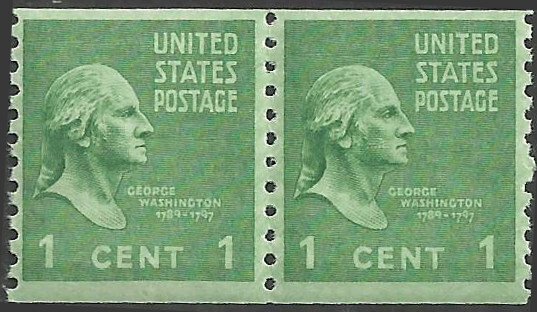 UNITED
STATES
POSTAGE
GEORGE
WASHINGTON
1789-1797
1 CENT 1
UNITED
STATES
POSTAGE
GEORGE
WASHINGTON
1789-1797
1 CENT 1